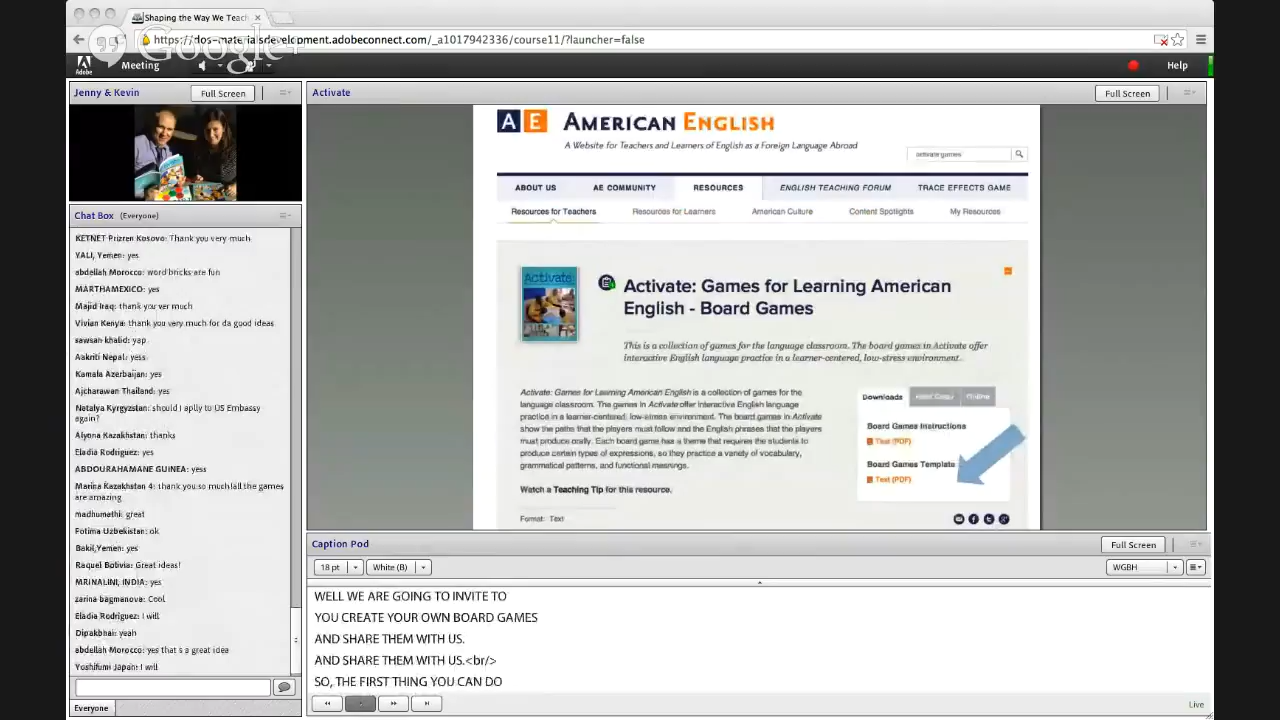 Shaping the Way We Teach
Google+
https://dos-materialsdevelopment.adobeconnect.com/_a1017942336/course11/?launcher=false
Adobe
Meeting
Help
Jenny & Kevin
Full Screen
Chat Box (Everyone)
KETNET Prizren Kosovo: Thank you very much
YALI, Yemen: yes
abdellah Morocco: word bricks are fun
MARTHAMEXICO: yes
Majid Iraq: thank you ver much
Vivian Kenya: thank you very much for da good ideas
sawsan khalid: yap
Aakriti Nepal: yess
Kamala Azerbaijan: yes
Ajcharawan Thailand: yes
Natalya Kyrgyzstan: should I aplly to US Embassy
again?
Alyona Kazakhstan: thanks
Eladia Rodriguez: yes
ABDOURAHAMANE GUINEA: yess
Marina Kazakhstan 4: thank you so much!all the games
are amazing
madhumathi: great
Fotima Uzbekistan: ok
Bakil,Yemen: yes
Raquel Bolivia: Great ideas!
MRINALINI, INDIA: yes
zarina bagmanova: Cool
Eladia Rodriguez: I will
Dipakbhai: yeah
abdellah Morocco: yes that s a great idea
Yoshifumi Japan: I will
Everyone
Activate
Full Screen
AE AMERICAN ENGLISH
A Website for Teachers and Learners of English as a Foreign Language Abroad
activate games
ABOUT US AE COMMUNITY RESOURCES ENGLISH TEACHING FORUM TRACE EFFECTS GAME
Resources for Teachers Resources for Learners American Culture Content Spotlights My Resources
Activate
Activate: Games for Learning American
English - Board Games
This is a collection of games for the language classroom. The board games in Activate offer
interactive English language practice in a learner-centered, low-stress environment.
Activate: Games for Learning American English is a collection of games for the
language classroom. The games in Activate offer interactive English language
practice in a learner-centered, low-stress environment. The board games in Activate
show the paths that the players must follow and the English phrases that the players
must produce orally. Each board game has a theme that requires the students to
produce certain types of expressions, so they practice a variety of vocabulary,
grammatical patterns, and functional meanings.
Watch a Teaching Tip for this resource.
Format: Text
Downloads Hard Copy Online
Board Games Instructions
Text (PDF)
Board Games Template
Text (PDF)
Caption Pod
Full Screen
18 pt White (B) WGBH
WELL WE ARE GOING TO INVITE TO
YOU CREATE YOUR OWN BOARD GAMES
AND SHARE THEM WITH US.
AND SHARE THEM WITH US.<br/>
SO, THE FIRST THING YOU CAN DO
Live